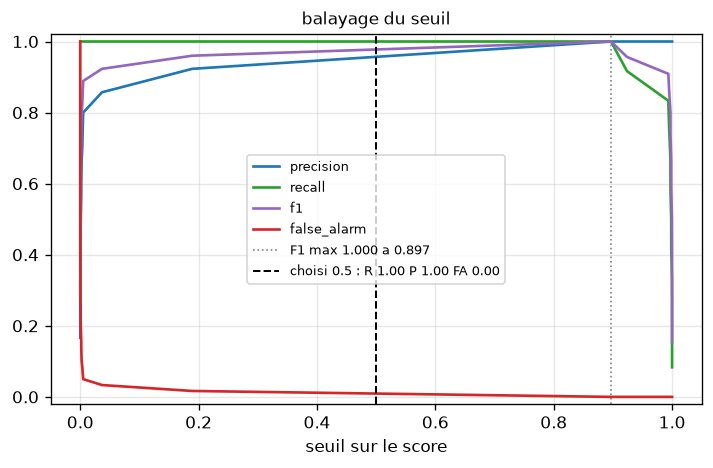 balayage du seuil
1.0
0.8
0.6
0.4
0.2
0.0
precision
recall
f1
false_alarm
F1 max 1.000 a 0.897
choisi 0.5 : R 1.00 P 1.00 FA 0.00
0.0 0.2 0.4 0.6 0.8 1.0
seuil sur le score